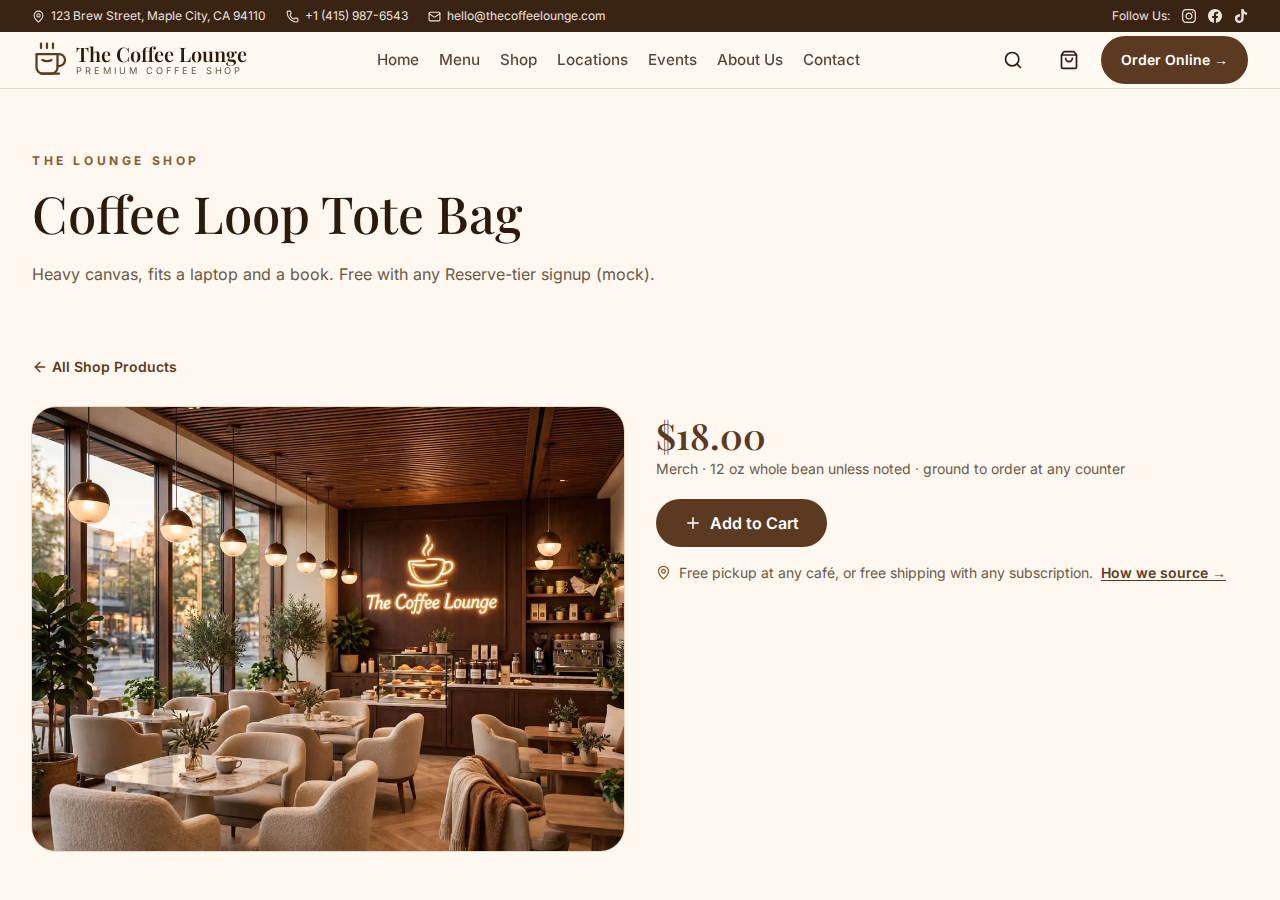 123 Brew Street, Maple City, CA 94110 +1 (415) 987-6543 hello@thecoffeelounge.com Follow Us:
The Coffee Lounge
PREMIUM COFFEE SHOP
Home Menu Shop Locations Events About Us Contact
Order Online →
THE LOUNGE SHOP
Coffee Loop Tote Bag
Heavy canvas, fits a laptop and a book. Free with any Reserve-tier signup (mock).
← All Shop Products
The Coffee Lounge
$18.00
Merch · 12 oz whole bean unless noted · ground to order at any counter
+ Add to Cart
Free pickup at any café, or free shipping with any subscription. How we source →